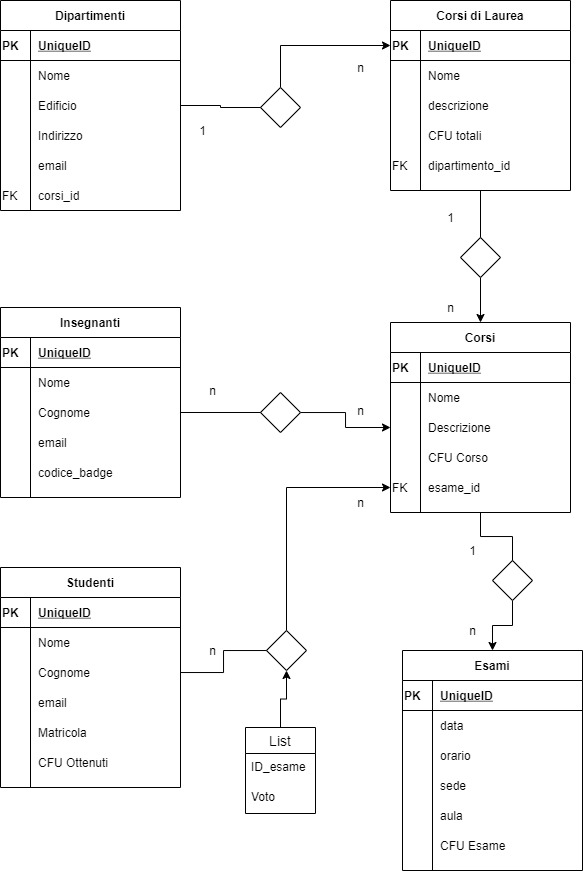 Dipartimenti
PK UniqueID
Nome
Edificio
Indirizzo
email
FK corsi_id
1
n
Corsi di Laurea
PK UniqueID
Nome
descrizione
CFU totali
FK dipartimento_id
1
n
Insegnanti
PK UniqueID
Nome
Cognome
email
codice_badge
n
n
Corsi
PK UniqueID
Nome
Descrizione
CFU Corso
FK esame_id
n
1
n
Studenti
PK UniqueID
Nome
Cognome
email
Matricola
CFU Ottenuti
n
List
ID_esame
Voto
Esami
PK UniqueID
data
orario
sede
aula
CFU Esame